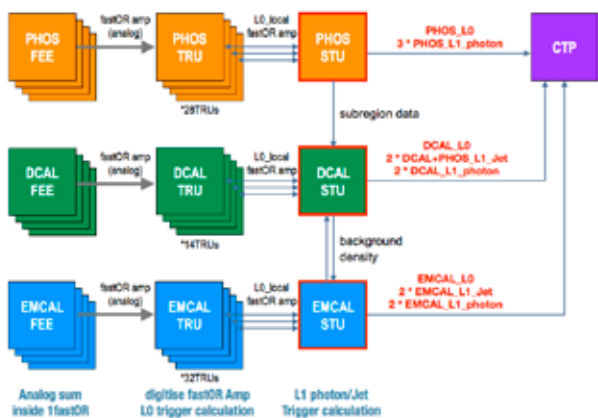 fastOR amp
(analog)
L0_local
fastOR amp
PHOS_L0
3 * PHOS_L1_photon
PHOS
FEE
PHOS
TRU
PHOS
STU
CTP
*28TRUs
subregion data
fastOR amp
(analog)
L0_local
fastOR amp
DCAL_L0
2 * DCAL+PHOS_L1_Jet
2 * DCAL_L1_photon
DCAL
FEE
DCAL
TRU
DCAL
STU
*14TRUs
background
density
fastOR amp
(analog)
L0_local
fastOR amp
EMCAL_L0
2 * EMCAL_L1_Jet
2 * EMCAL_L1_photon
EMCAL
FEE
EMCAL
TRU
EMCAL
STU
*32TRUs
Analog sum
inside 1fastOR
digitise fastOR Amp
L0 trigger calculation
L1 photon/Jet
Trigger calculation